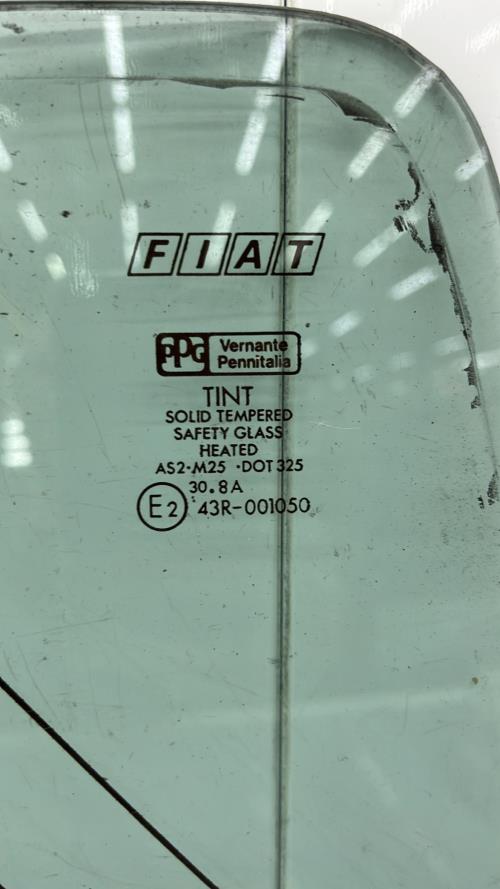 FIAT
PPG Vernante
Pennitalia
TINT
SOLID TEMPERED
SAFETY GLASS
HEATED
AS2·M25 ·DOT 325
30.8A
E2 43R-001050